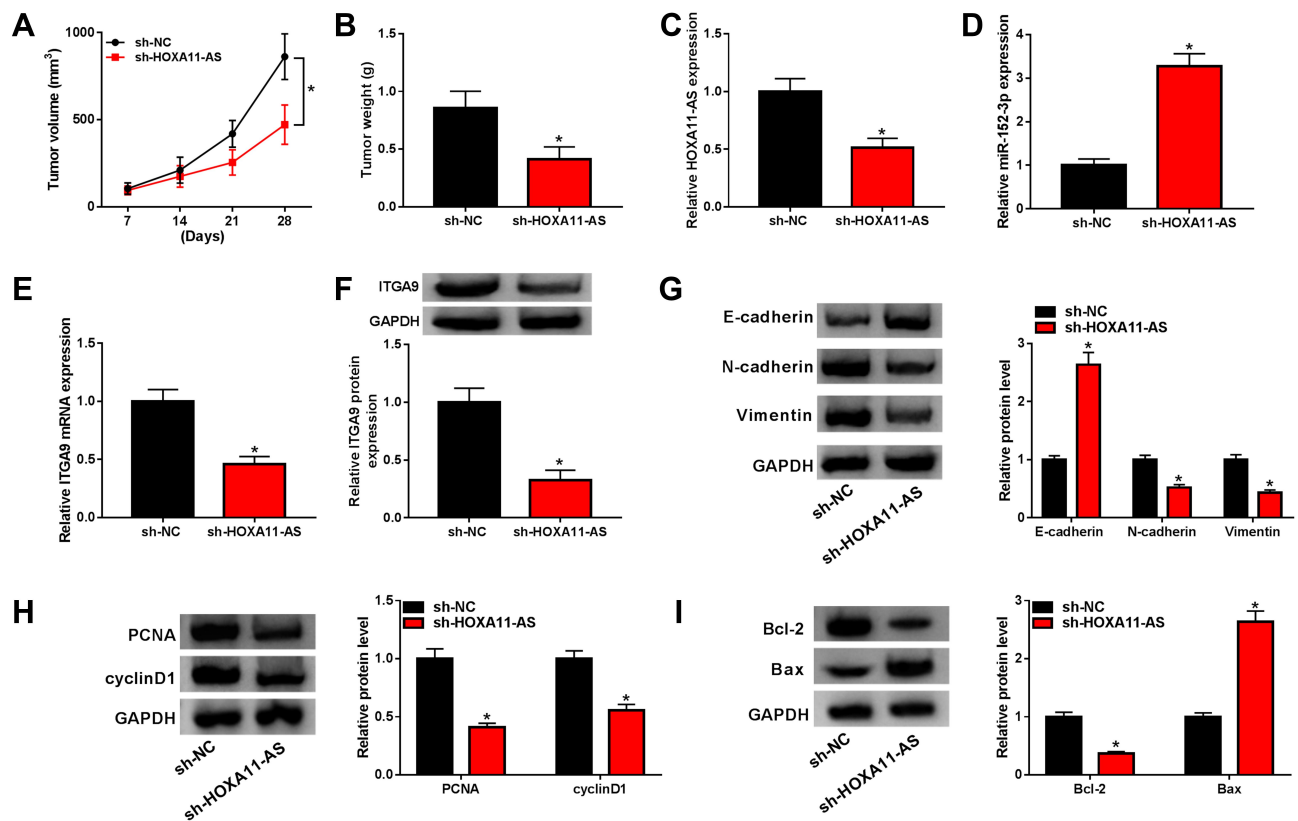 A
Tumor volume (mm3)
1000
500
0
sh-NC
sh-HOXA11-AS
*
7 14 21 28
(Days)
B
Tumor weight (g)
1.5
1.0
0.5
0.0
*
sh-NC sh-HOXA11-AS
C
Relative HOXA11-AS expression
1.5
1.0
0.5
0.0
*
sh-NC sh-HOXA11-AS
D
Relative miR-152-3p expression
4
3
2
1
0
*
sh-NC sh-HOXA11-AS
E
Relative ITGA9 mRNA expression
1.5
1.0
0.5
0.0
*
sh-NC sh-HOXA11-AS
F
ITGA9
GAPDH
Relative ITGA9 protein
expression
1.5
1.0
0.5
0.0
*
sh-NC sh-HOXA11-AS
G
E-cadherin
N-cadherin
Vimentin
GAPDH
sh-NC
sh-HOXA11-AS
sh-NC
sh-HOXA11-AS
Relative protein level
3
2
1
0
*
*
*
E-cadherin N-cadherin Vimentin
H
PCNA
cyclinD1
GAPDH
sh-NC
sh-HOXA11-AS
Relative protein level
1.5
1.0
0.5
0.0
sh-NC
sh-HOXA11-AS
*
*
PCNA cyclinD1
I
Bcl-2
Bax
GAPDH
sh-NC
sh-HOXA11-AS
Relative protein level
3
2
1
0
sh-NC
sh-HOXA11-AS
*
*
Bcl-2 Bax